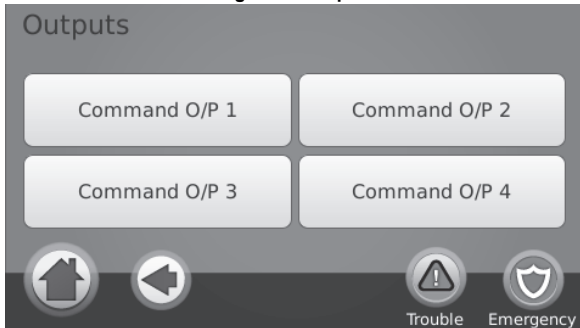 Outputs
Command O/P 1
Command O/P 2
Command O/P 3
Command O/P 4
Trouble
Emergency